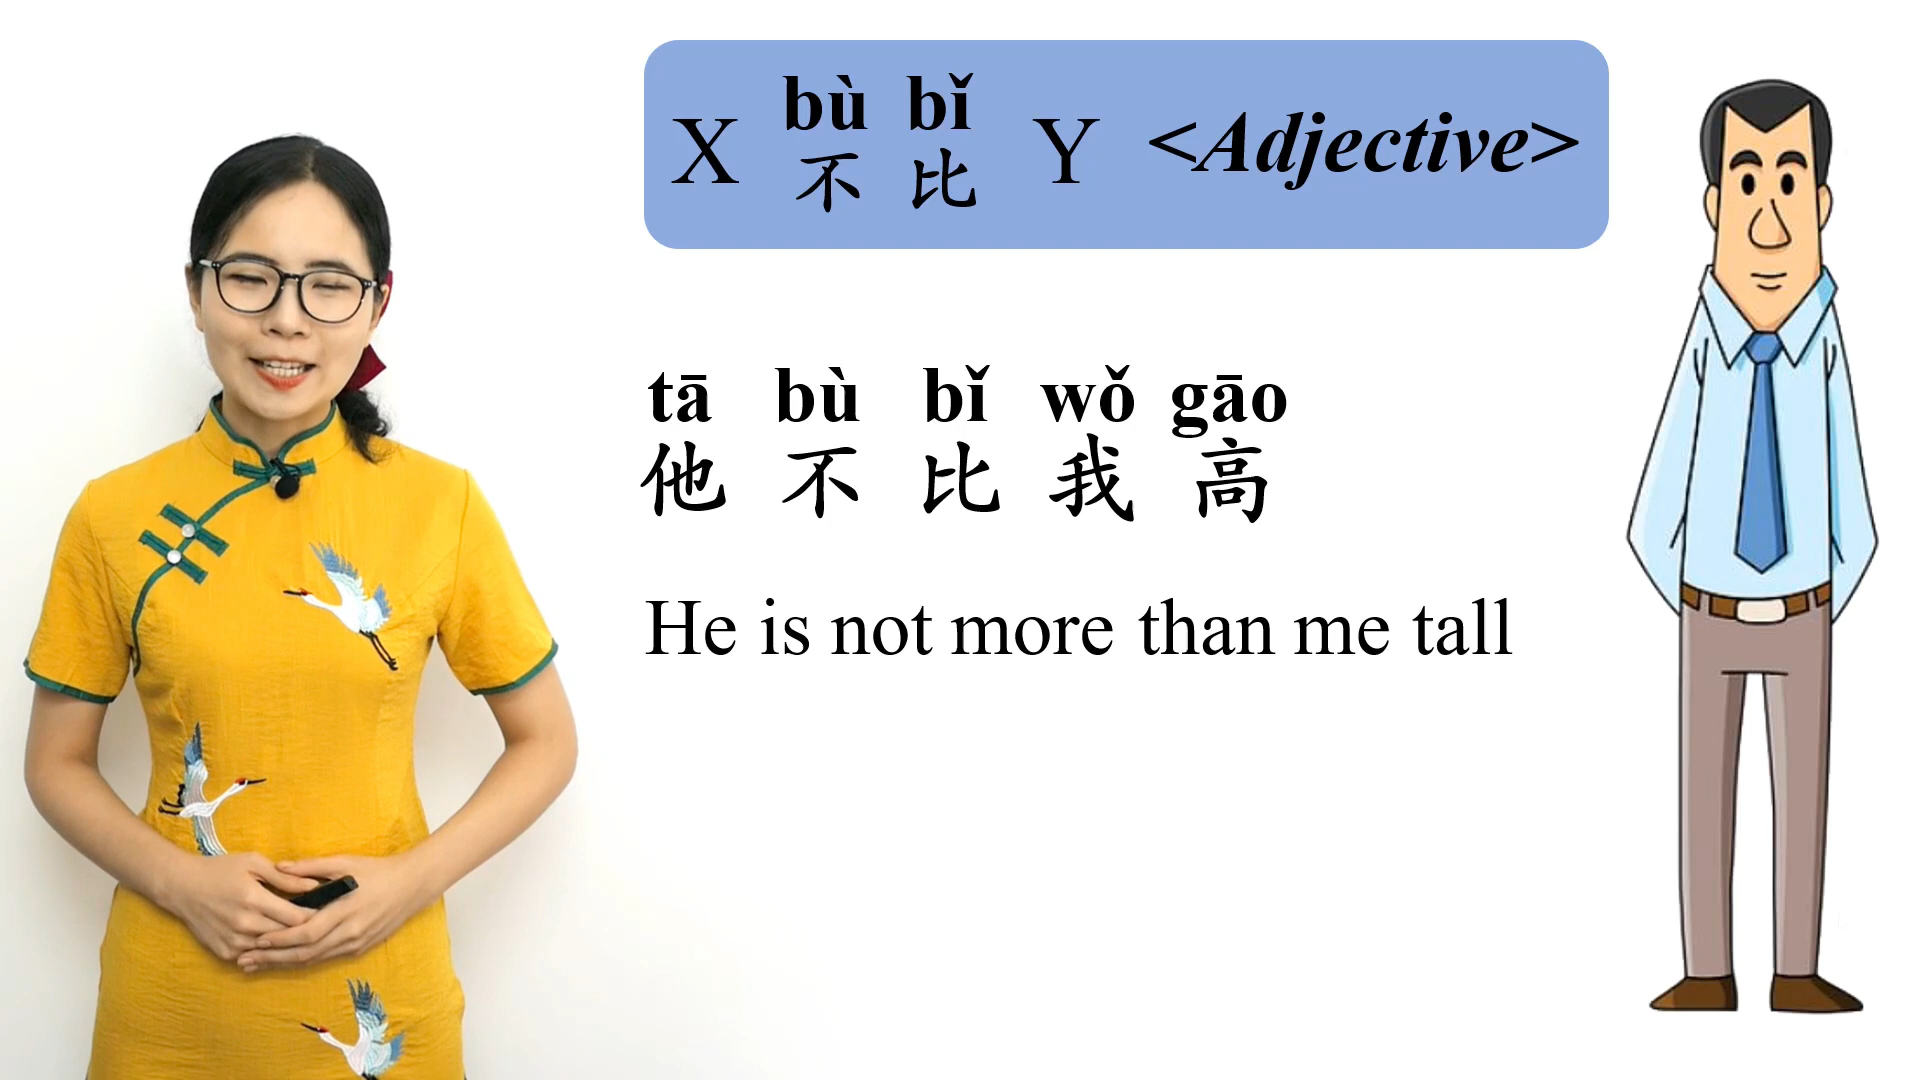 bù bǐ
X 不 比 Y <Adjective>
tā bù bǐ wǒ gāo
他 不 比 我 高
He is not more than me tall